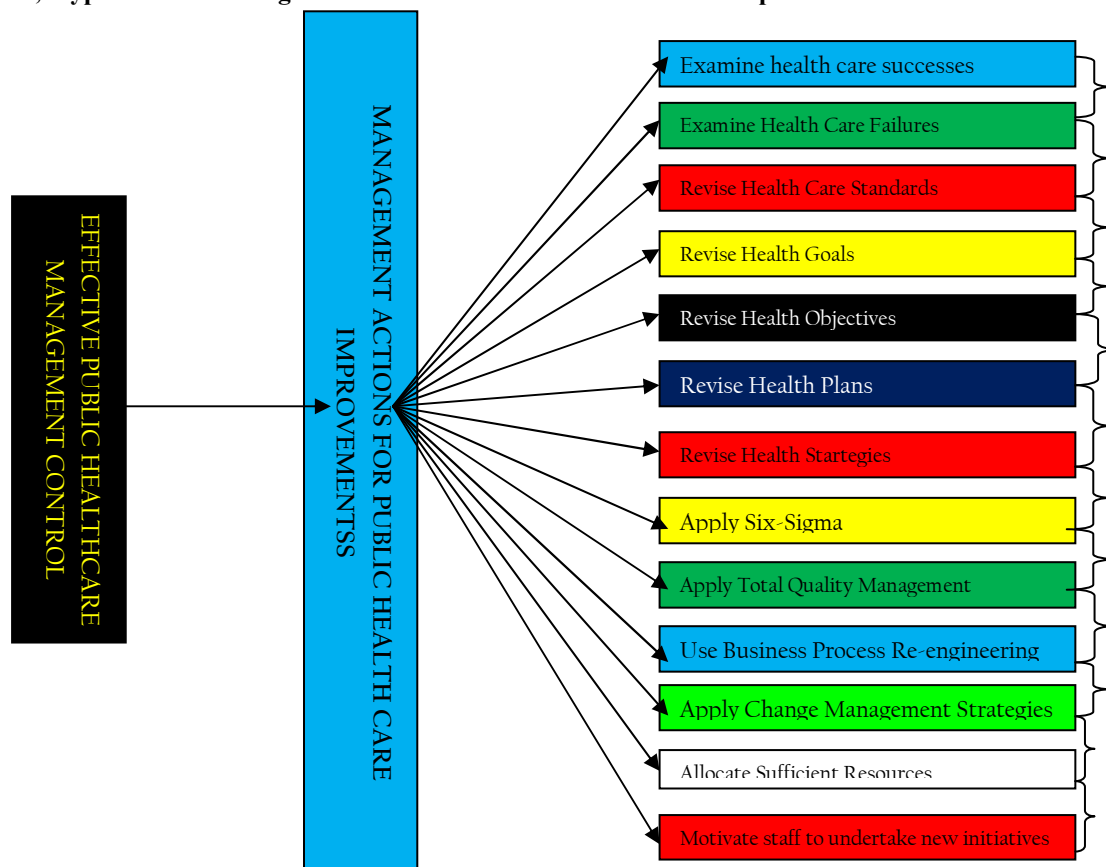 EFFECTIVE PUBLIC HEALTHCARE
MANAGEMENT CONTROL
MANAGEMENT ACTIONS FOR PUBLIC HEALTH CARE
IMPROVEMENTSS
Examine health care successes
Examine Health Care Failures
Revise Health Care Standards
Revise Health Goals
Revise Health Objectives
Revise Health Plans
Revise Health Startegies
Apply Six-Sigma
Apply Total Quality Management
Use Business Process Re-engineering
Apply Change Management Strategies
Allocate Sufficient Resources
Motivate staff to undertake new initiatives